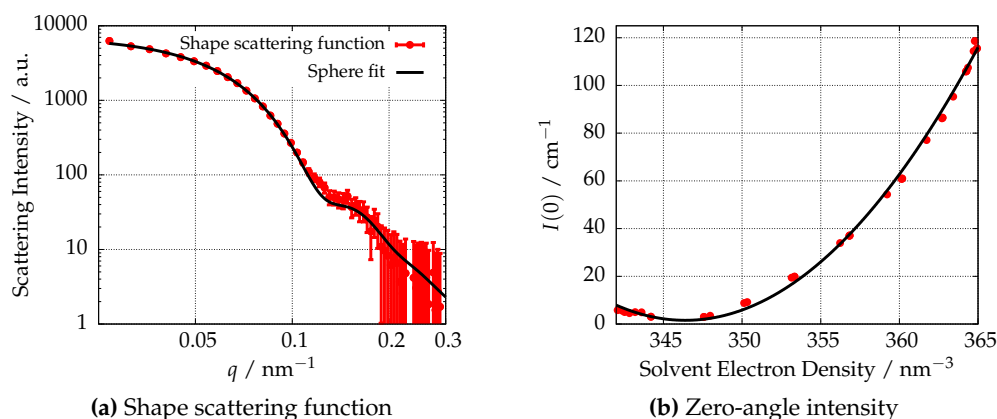 10000
1000
100
10
1
Scattering Intensity / a.u.
Shape scattering function
Sphere fit
0.05
0.1
0.2
0.3
q / nm⁻¹
(a) Shape scattering function
120
100
80
60
40
20
0
I(0) / cm⁻¹
345
350
355
360
365
Solvent Electron Density / nm⁻³
(b) Zero-angle intensity